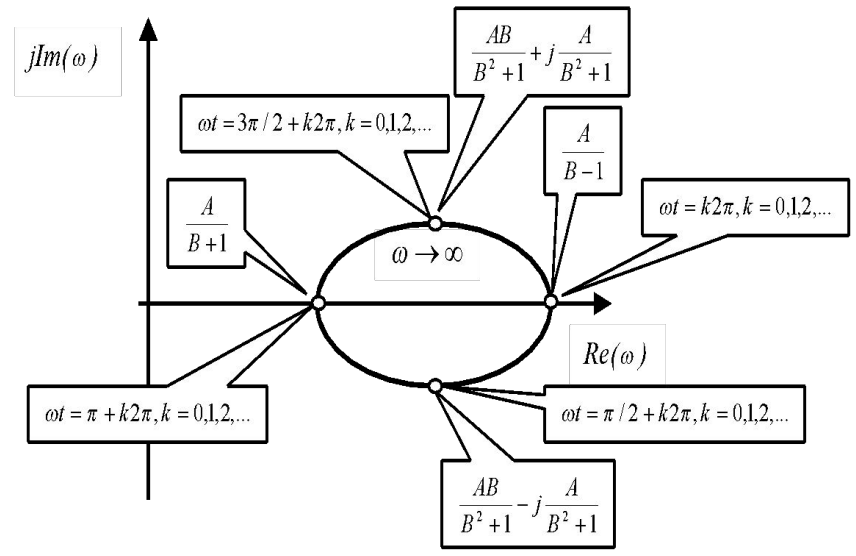 jIm(ω)
AB/(B²+1) + j A/(B²+1)
ωt = 3π / 2 + k2π, k = 0,1,2,...
A/(B−1)
A/(B+1)
ωt = k2π, k = 0,1,2,...
ω → ∞
Re(ω)
ωt = π + k2π, k = 0,1,2,...
ωt = π / 2 + k2π, k = 0,1,2,...
AB/(B²+1) − j A/(B²+1)